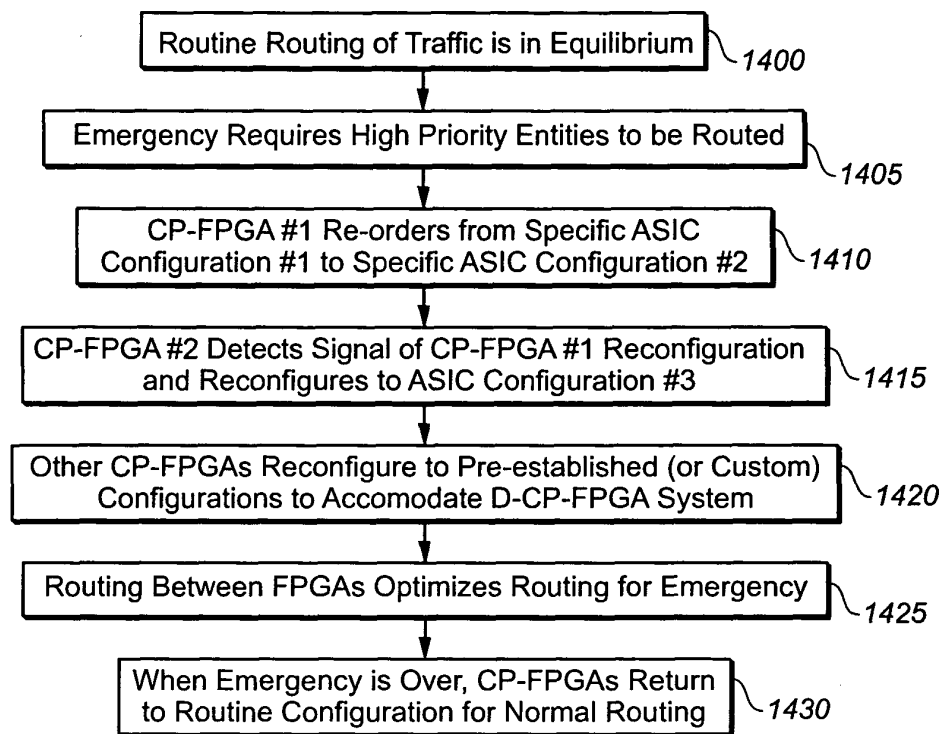 Routine Routing of Traffic is in Equilibrium
1400
Emergency Requires High Priority Entities to be Routed
1405
CP-FPGA #1 Re-orders from Specific ASIC
Configuration #1 to Specific ASIC Configuration #2
1410
CP-FPGA #2 Detects Signal of CP-FPGA #1 Reconfiguration
and Reconfigures to ASIC Configuration #3
1415
Other CP-FPGAs Reconfigure to Pre-established (or Custom)
Configurations to Accomodate D-CP-FPGA System
1420
Routing Between FPGAs Optimizes Routing for Emergency
1425
When Emergency is Over, CP-FPGAs Return
to Routine Configuration for Normal Routing
1430